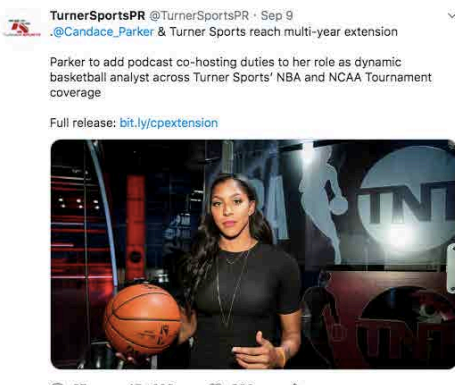 TurnerSportsPR @TurnerSportsPR · Sep 9
.@Candace_Parker & Turner Sports reach multi-year extension
Parker to add podcast co-hosting duties to her role as dynamic
basketball analyst across Turner Sports' NBA and NCAA Tournament
coverage
Full release: bit.ly/cpextension
TNT
TNT